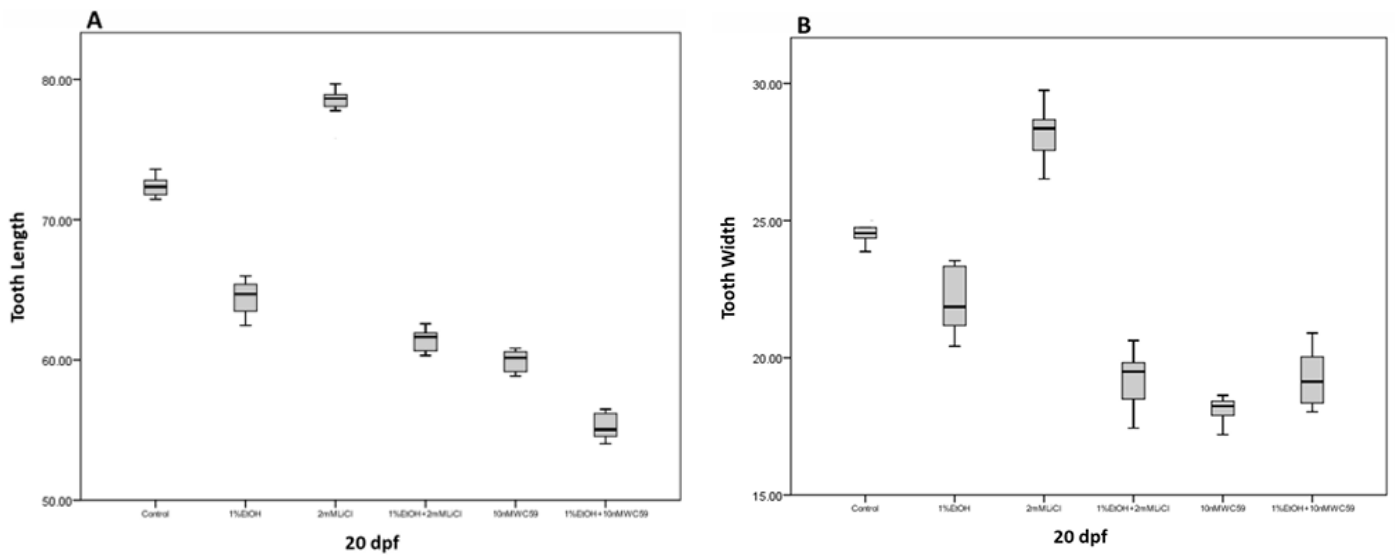 A
80.00
70.00
60.00
50.00
Tooth Length
Control
1%EtOH
2mMLiCl
1%EtOH+2mMLiCl
10nMWC59
1%EtOH+10nMWC59
20 dpf
B
30.00
25.00
20.00
15.00
Tooth Width
Control
1%EtOH
2mMLiCl
1%EtOH+2mMLiCl
10nMWC59
1%EtOH+10nMWC59
20 dpf